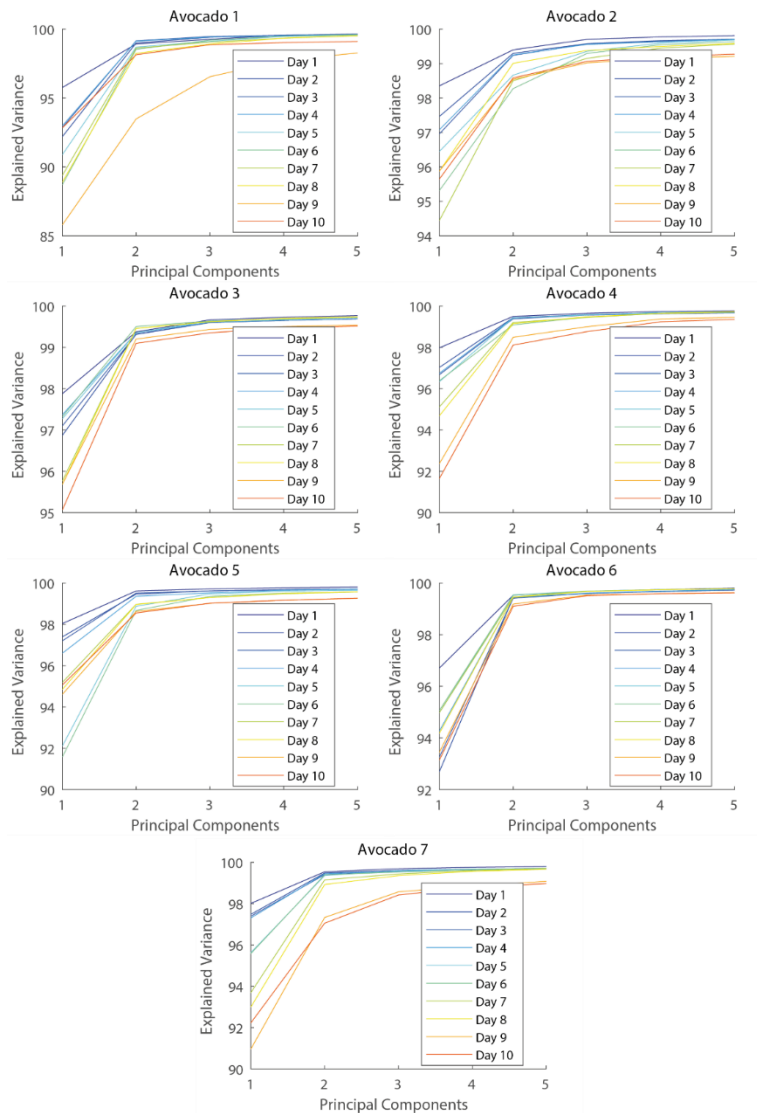 Avocado 1
Explained Variance
100
95
90
85
1
2
3
4
5
Principal Components
Day 1
Day 2
Day 3
Day 4
Day 5
Day 6
Day 7
Day 8
Day 9
Day 10
Avocado 2
Explained Variance
100
99
98
97
96
95
94
1
2
3
4
5
Principal Components
Day 1
Day 2
Day 3
Day 4
Day 5
Day 6
Day 7
Day 8
Day 9
Day 10
Avocado 3
Explained Variance
100
99
98
97
96
95
1
2
3
4
5
Principal Components
Day 1
Day 2
Day 3
Day 4
Day 5
Day 6
Day 7
Day 8
Day 9
Day 10
Avocado 4
Explained Variance
100
98
96
94
92
90
1
2
3
4
5
Principal Components
Day 1
Day 2
Day 3
Day 4
Day 5
Day 6
Day 7
Day 8
Day 9
Day 10
Avocado 5
Explained Variance
100
98
96
94
92
90
1
2
3
4
5
Principal Components
Day 1
Day 2
Day 3
Day 4
Day 5
Day 6
Day 7
Day 8
Day 9
Day 10
Avocado 6
Explained Variance
100
98
96
94
92
1
2
3
4
5
Principal Components
Day 1
Day 2
Day 3
Day 4
Day 5
Day 6
Day 7
Day 8
Day 9
Day 10
Avocado 7
Explained Variance
100
98
96
94
92
90
1
2
3
4
5
Principal Components
Day 1
Day 2
Day 3
Day 4
Day 5
Day 6
Day 7
Day 8
Day 9
Day 10